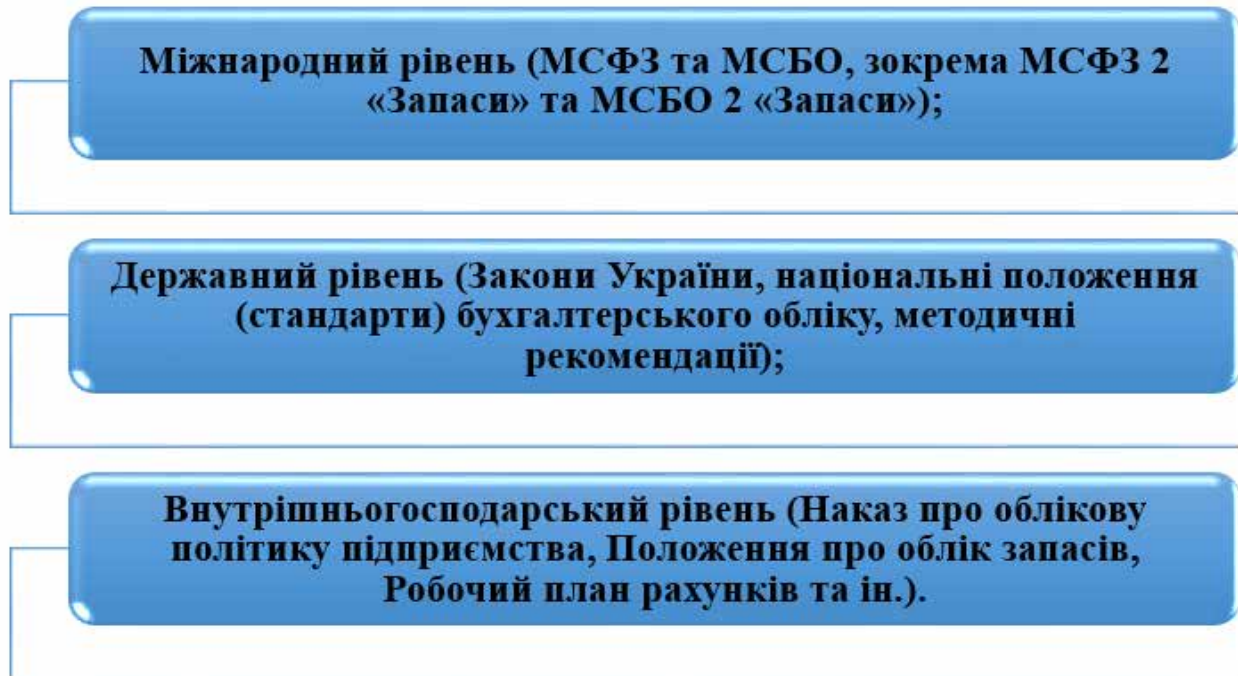 Міжнародний рівень (МСФЗ та МСБО, зокрема МСФЗ 2
«Запаси» та МСБО 2 «Запаси»);
Державний рівень (Закони України, національні положення
(стандарти) бухгалтерського обліку, методичні
рекомендації);
Внутрішньогосподарський рівень (Наказ про облікову
політику підприємства, Положення про облік запасів,
Робочий план рахунків та ін.).